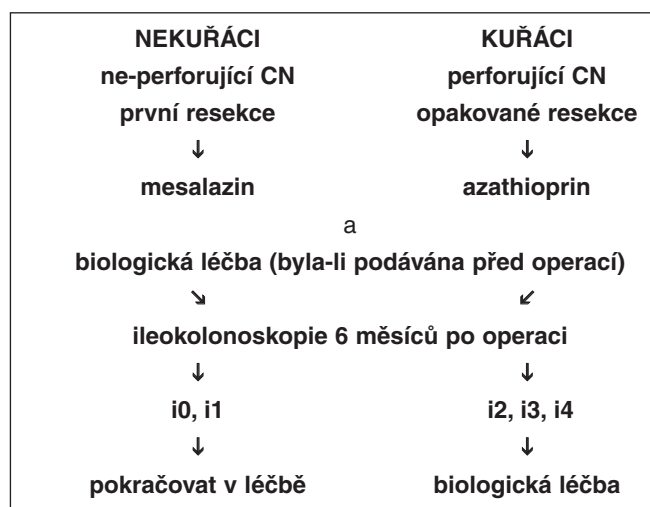 NEKUŘÁCI KUŘÁCI
ne-perforující CN perforující CN
první resekce opakované resekce
↓ ↓
mesalazin azathioprin
a
biologická léčba (byla-li podávána před operací)
↘ ↙
ileokolonoskopie 6 měsíců po operaci
↓ ↓
i0, i1 i2, i3, i4
↓ ↓
pokračovat v léčbě biologická léčba